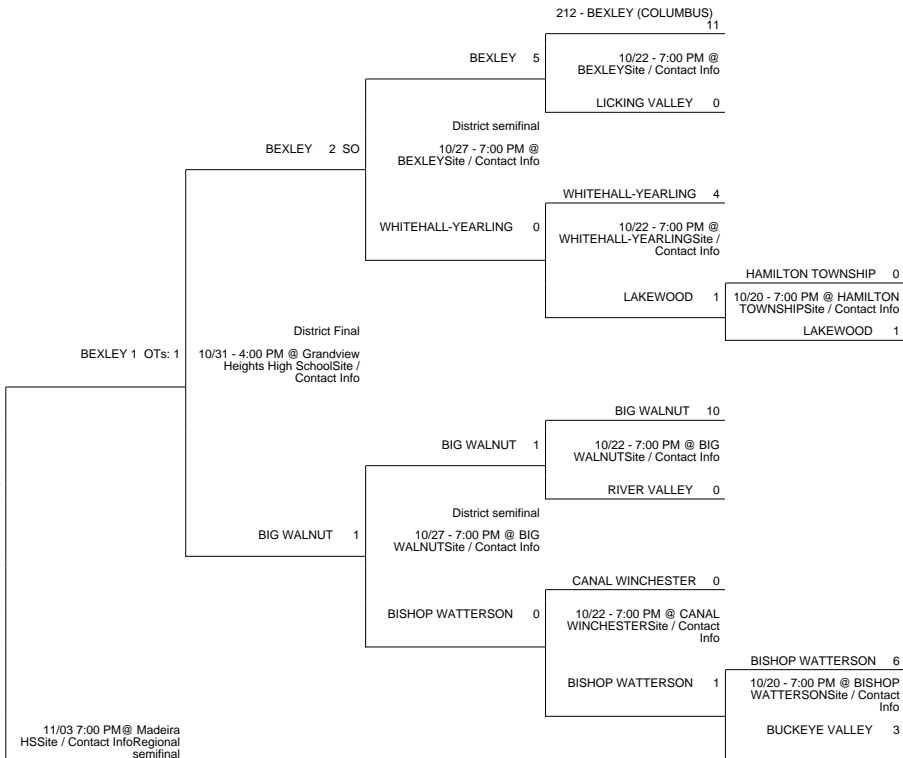 212 - BEXLEY (COLUMBUS)
11
BEXLEY 5
10/22 - 7:00 PM @
BEXLEYSite / Contact Info
LICKING VALLEY 0
District semifinal
BEXLEY 2 SO
10/27 - 7:00 PM @
BEXLEYSite / Contact Info
WHITEHALL-YEARLING 4
WHITEHALL-YEARLING 0
10/22 - 7:00 PM @
WHITEHALL-YEARLINGSite /
Contact Info
HAMILTON TOWNSHIP 0
LAKEWOOD 1
10/20 - 7:00 PM @ HAMILTON
TOWNSHIPSite / Contact Info
LAKEWOOD 1
District Final
BEXLEY 1 OTs: 1
10/31 - 4:00 PM @ Grandview
Heights High SchoolSite /
Contact Info
BIG WALNUT 10
BIG WALNUT 1
10/22 - 7:00 PM @ BIG
WALNUTSite / Contact Info
RIVER VALLEY 0
District semifinal
BIG WALNUT 1
10/27 - 7:00 PM @ BIG
WALNUTSite / Contact Info
CANAL WINCHESTER 0
BISHOP WATTERSON 0
10/22 - 7:00 PM @ CANAL
WINCHESTERSite / Contact
Info
BISHOP WATTERSON 6
BISHOP WATTERSON 1
10/20 - 7:00 PM @ BISHOP
WATTERSONSite / Contact
Info
BUCKEYE VALLEY 3
11/03 7:00 PM@ Madeira
HSSite / Contact InfoRegional
semifinal